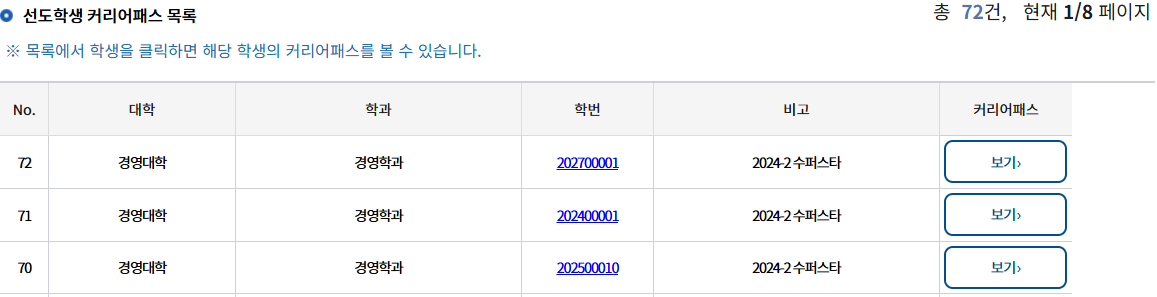 선도학생 커리어패스 목록
총 72건, 현재 1/8 페이지
※ 목록에서 학생을 클릭하면 해당 학생의 커리어패스를 볼 수 있습니다.
No. 대학 학과 학번 비고 커리어패스
72 경영대학 경영학과 202700001 2024-2 수퍼스타 보기›
71 경영대학 경영학과 202400001 2024-2 수퍼스타 보기›
70 경영대학 경영학과 202500010 2024-2 수퍼스타 보기›